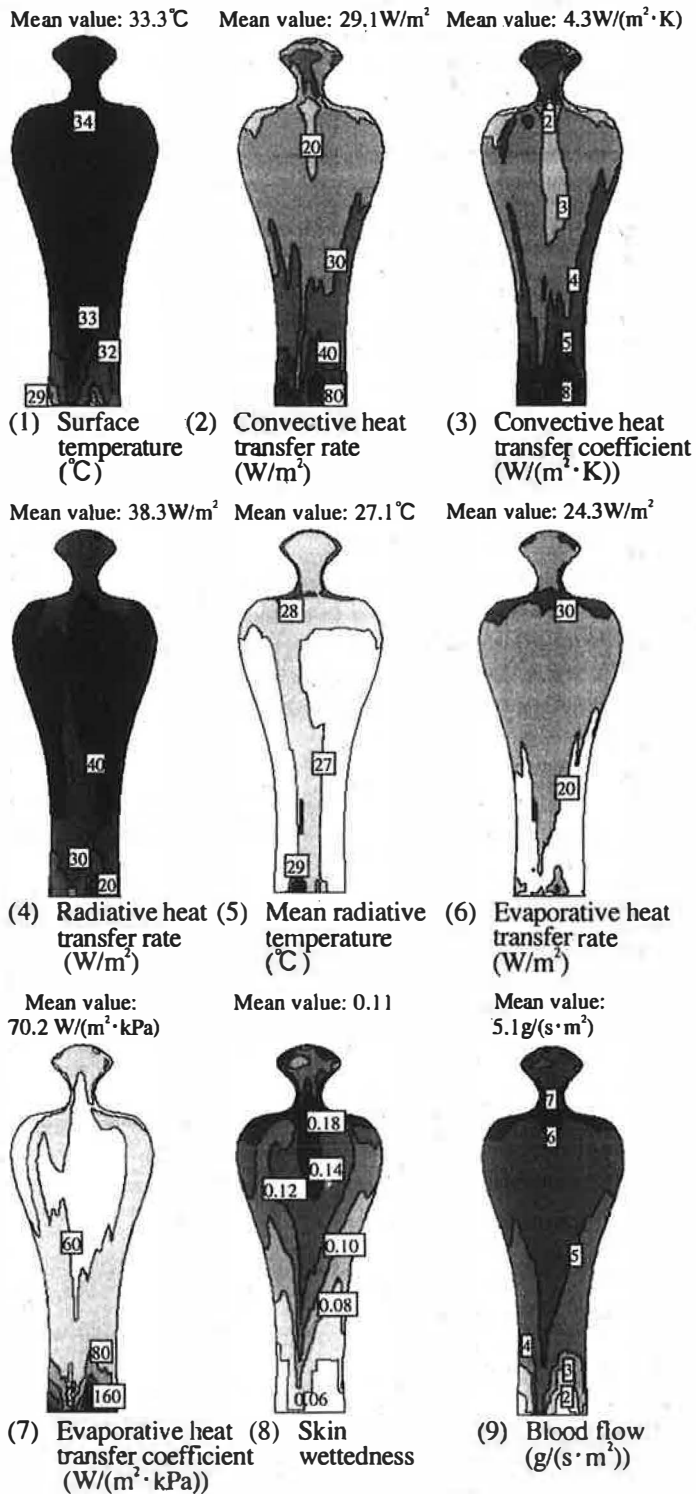 Mean value: 33.3℃
Mean value: 29.1W/m²
Mean value: 4.3W/(m²·K)
34
33
32
29
20
30
40
80
2
3
4
5
8
(1) Surface
temperature
(℃)
(2) Convective heat
transfer rate
(W/m²)
(3) Convective heat
transfer coefficient
(W/(m²·K))
Mean value: 38.3W/m²
Mean value: 27.1℃
Mean value: 24.3W/m²
40
30
20
28
27
29
30
20
(4) Radiative heat
transfer rate
(W/m²)
(5) Mean radiative
temperature
(℃)
(6) Evaporative heat
transfer rate
(W/m²)
Mean value:
70.2 W/(m²·kPa)
Mean value: 0.11
Mean value:
5.1g/(s·m²)
60
80
160
0.18
0.14
0.12
0.10
0.08
0.06
7
6
5
4
3
2
(7) Evaporative heat
transfer coefficient
(W/(m²·kPa))
(8) Skin
wettedness
(9) Blood flow
(g/(s·m²))